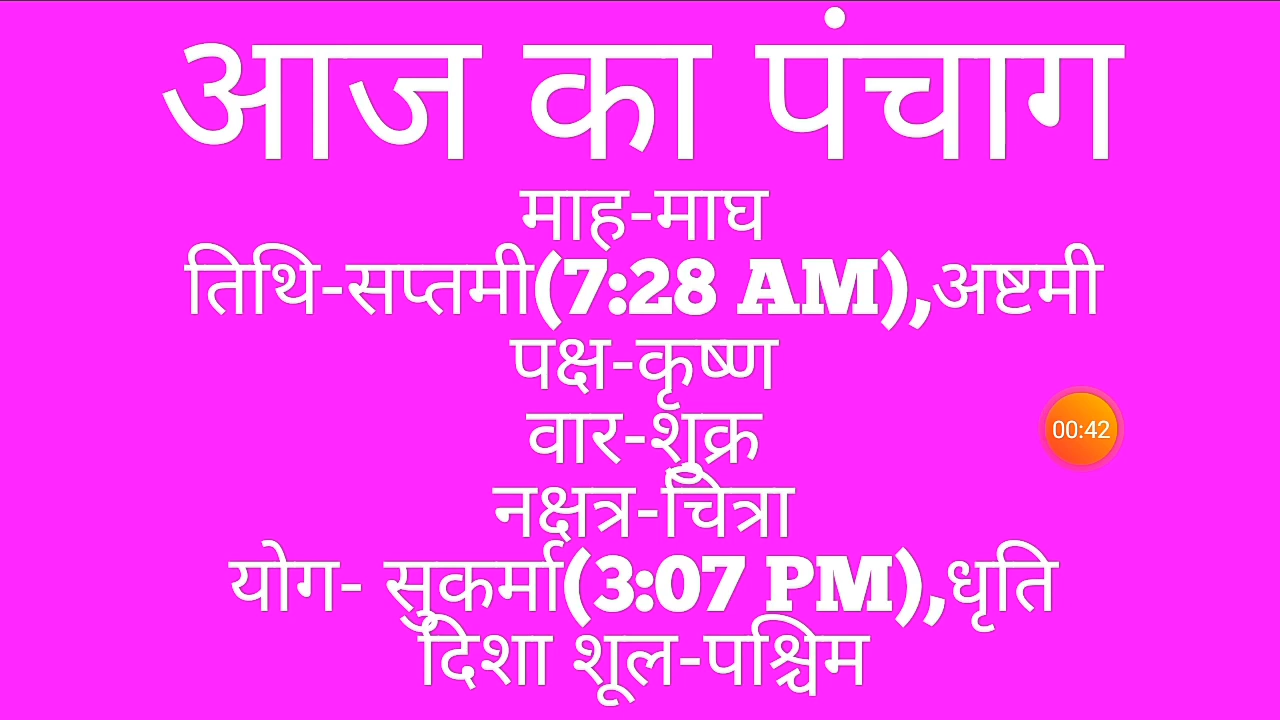 आज का पंचाग
माह-माघ
तिथि-सप्तमी(7:28 AM),अष्टमी
पक्ष-कृष्ण
वार-शुक्र
00:42
नक्षत्र-चित्रा
योग- सुकर्मा(3:07 PM),धृति
दिशा शूल-पश्चिम